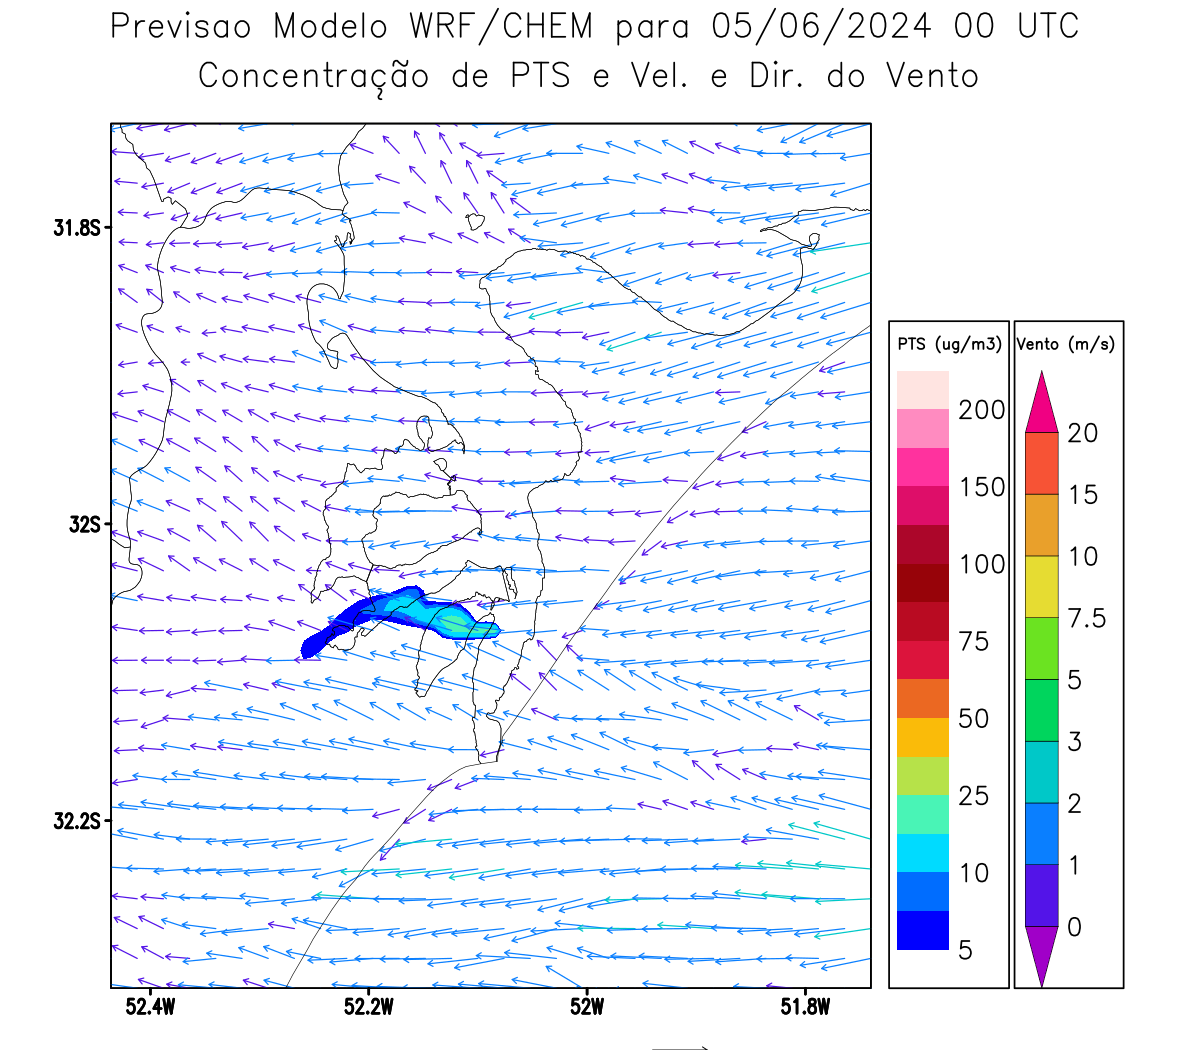 Previsao Modelo WRF/CHEM para 05/06/2024 00 UTC
Concentração de PTS e Vel. e Dir. do Vento
31.8S
32S
32.2S
52.4W
52.2W
52W
51.8W
PTS (ug/m3)
200
150
100
75
50
25
10
5
Vento (m/s)
20
15
10
7.5
5
3
2
1
0